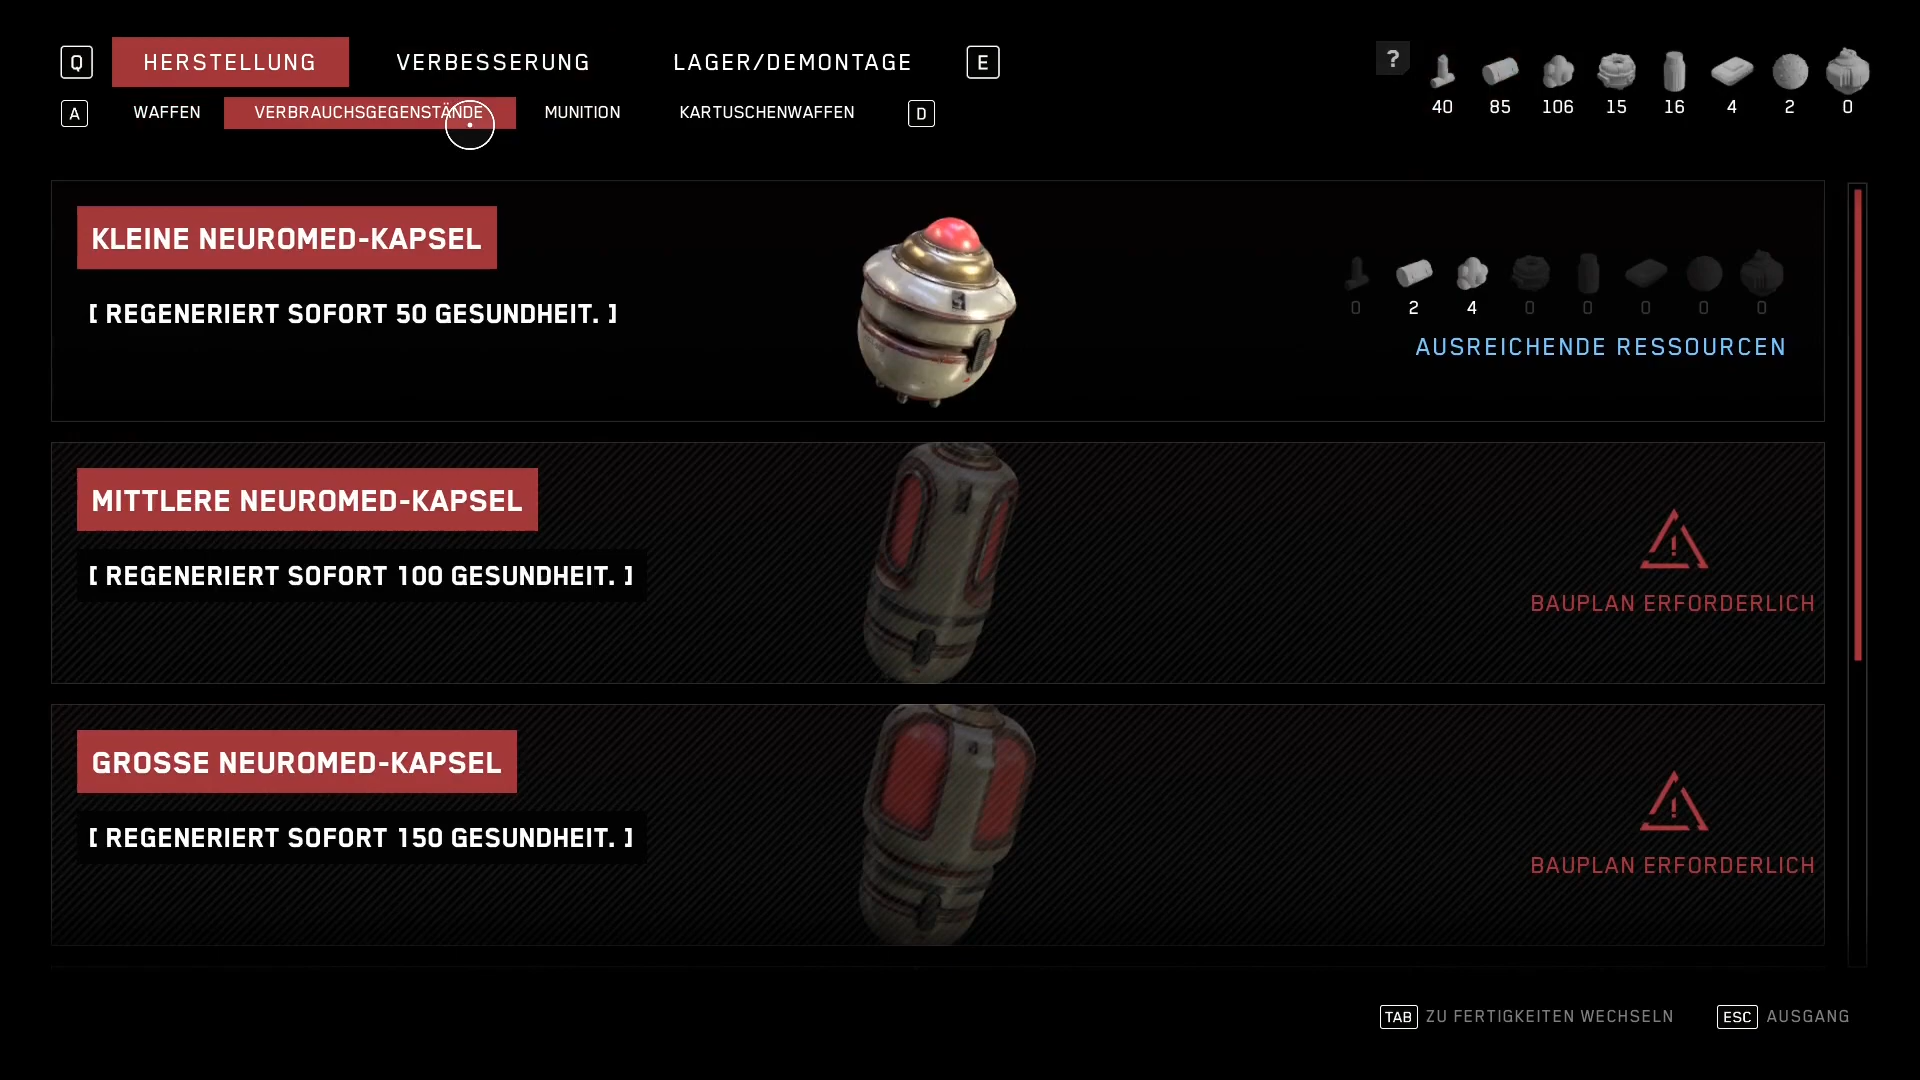 Q HERSTELLUNG VERBESSERUNG LAGER/DEMONTAGE E
?
40 85 106 15 16 4 2 0
A WAFFEN VERBRAUCHSGEGENSTÄNDE MUNITION KARTUSCHENWAFFEN D
KLEINE NEUROMED-KAPSEL
[ REGENERIERT SOFORT 50 GESUNDHEIT. ]
0 2 4 0 0 0 0 0
AUSREICHENDE RESSOURCEN
MITTLERE NEUROMED-KAPSEL
[ REGENERIERT SOFORT 100 GESUNDHEIT. ]
BAUPLAN ERFORDERLICH
GROSSE NEUROMED-KAPSEL
[ REGENERIERT SOFORT 150 GESUNDHEIT. ]
BAUPLAN ERFORDERLICH
TAB ZU FERTIGKEITEN WECHSELN ESC AUSGANG